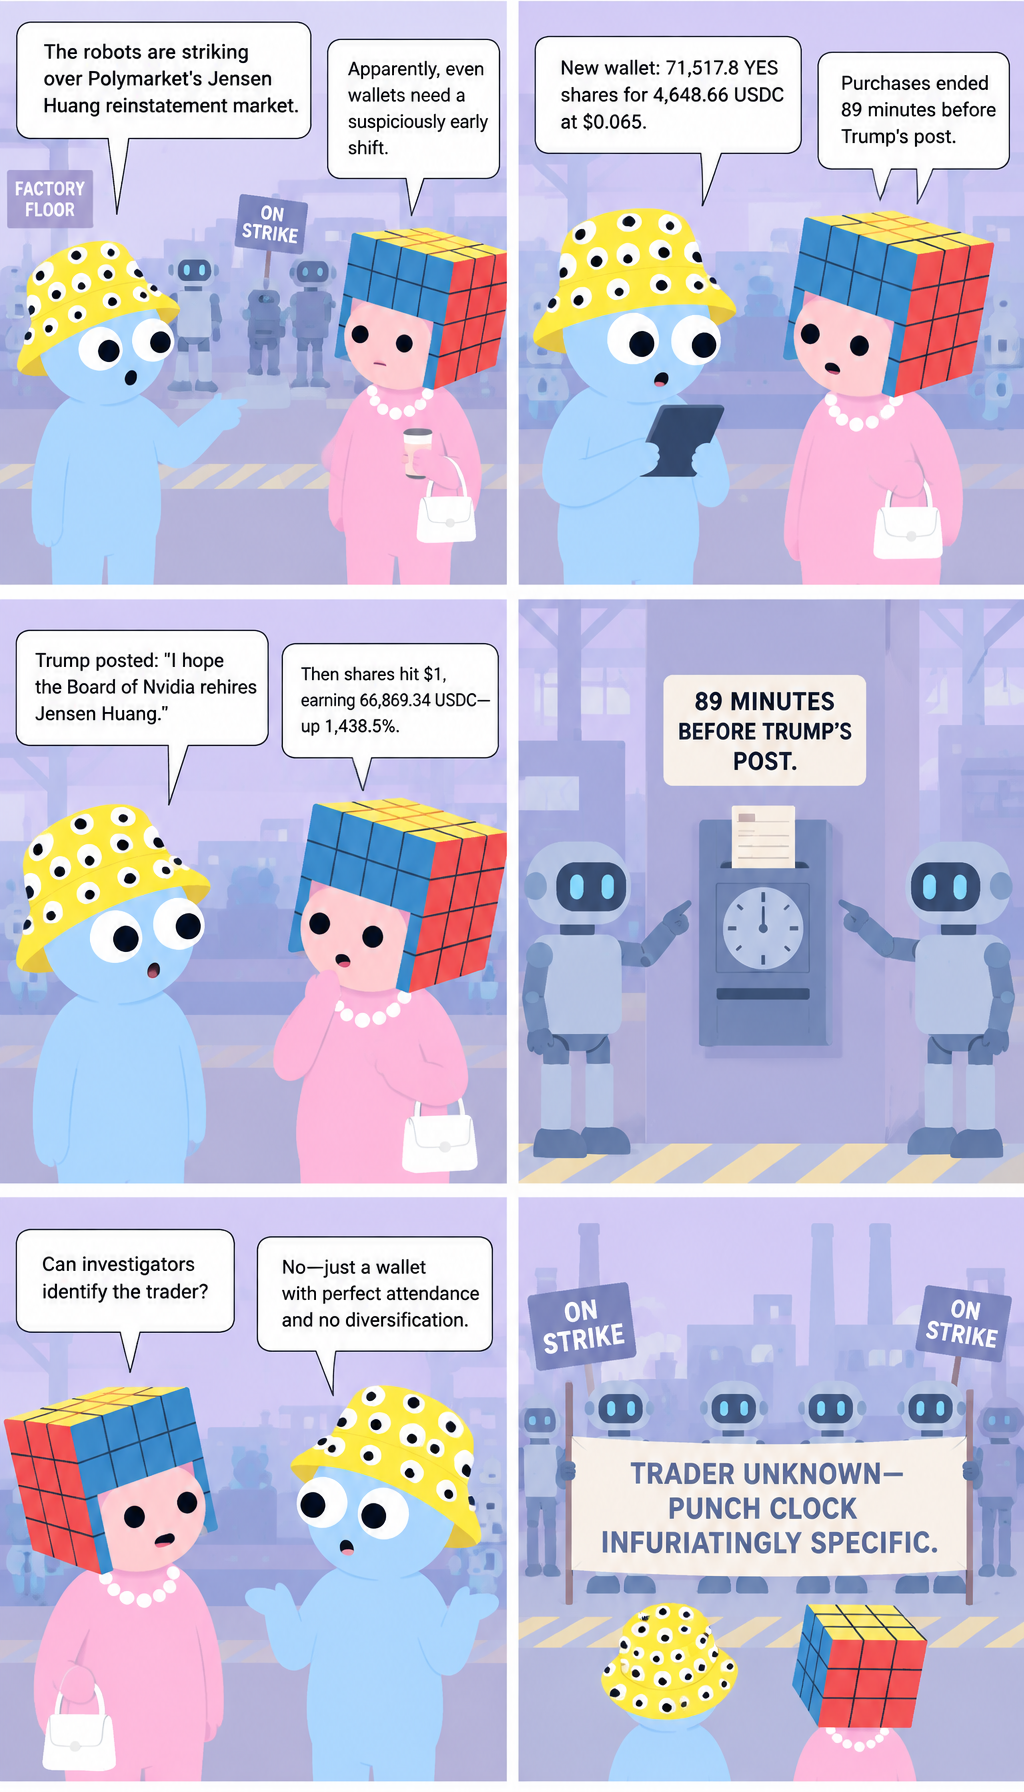 The robots are striking
over Polymarket's Jensen
Huang reinstatement market.
Apparently, even
wallets need a
suspiciously early
shift.
FACTORY
FLOOR
ON
STRIKE
New wallet: 71,517.8 YES
shares for 4,648.66 USDC
at $0.065.
Purchases ended
89 minutes before
Trump's post.
Trump posted: "I hope
the Board of Nvidia rehires
Jensen Huang."
Then shares hit $1,
earning 66,869.34 USDC—
up 1,438.5%.
89 MINUTES
BEFORE TRUMP'S
POST.
Can investigators
identify the trader?
No—just a wallet
with perfect attendance
and no diversification.
ON
STRIKE
ON
STRIKE
TRADER UNKNOWN—
PUNCH CLOCK
INFURIATINGLY SPECIFIC.